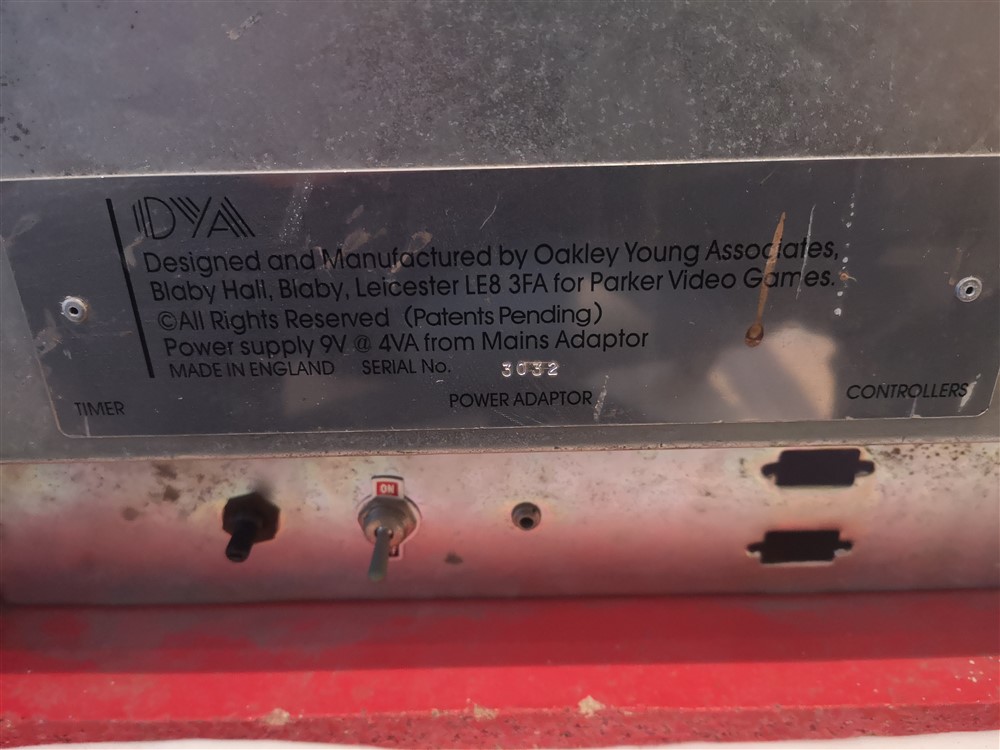 OYA
Designed and Manufactured by Oakley Young Associates,
Blaby Hall, Blaby, Leicester LE8 3FA for Parker Video Games.
©All Rights Reserved (Patents Pending)
Power supply 9V @ 4VA from Mains Adaptor
MADE IN ENGLAND SERIAL No. 3032
TIMER POWER ADAPTOR CONTROLLERS
ON